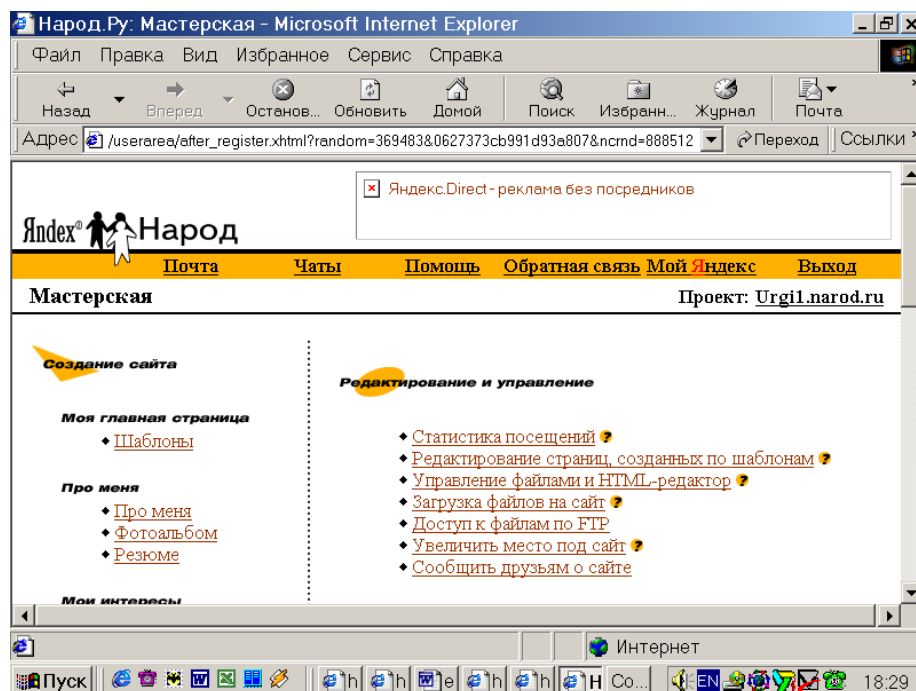 Народ.Ру: Мастерская - Microsoft Internet Explorer
Файл Правка Вид Избранное Сервис Справка
Назад Вперед Останов... Обновить Домой Поиск Избранн... Журнал Почта
Адрес /userarea/after_register.xhtml?random=369483&0627373cb991d93a807&ncrnd=888512 Переход Ссылки
Яндекс.Direct - реклама без посредников
Яndex® Народ
Почта Чаты Помощь Обратная связь Мой Яндекс Выход
Мастерская Проект: Urgi1.narod.ru
Создание сайта
Моя главная страница
Шаблоны
Про меня
Про меня
Фотоальбом
Резюме
Мои интересы
Редактирование и управление
Статистика посещений ?
Редактирование страниц, созданных по шаблонам ?
Управление файлами и HTML-редактор ?
Загрузка файлов на сайт ?
Доступ к файлам по FTP
Увеличить место под сайт ?
Сообщить друзьям о сайте
Интернет
Пуск h h e h h Н Co... EN 18:29